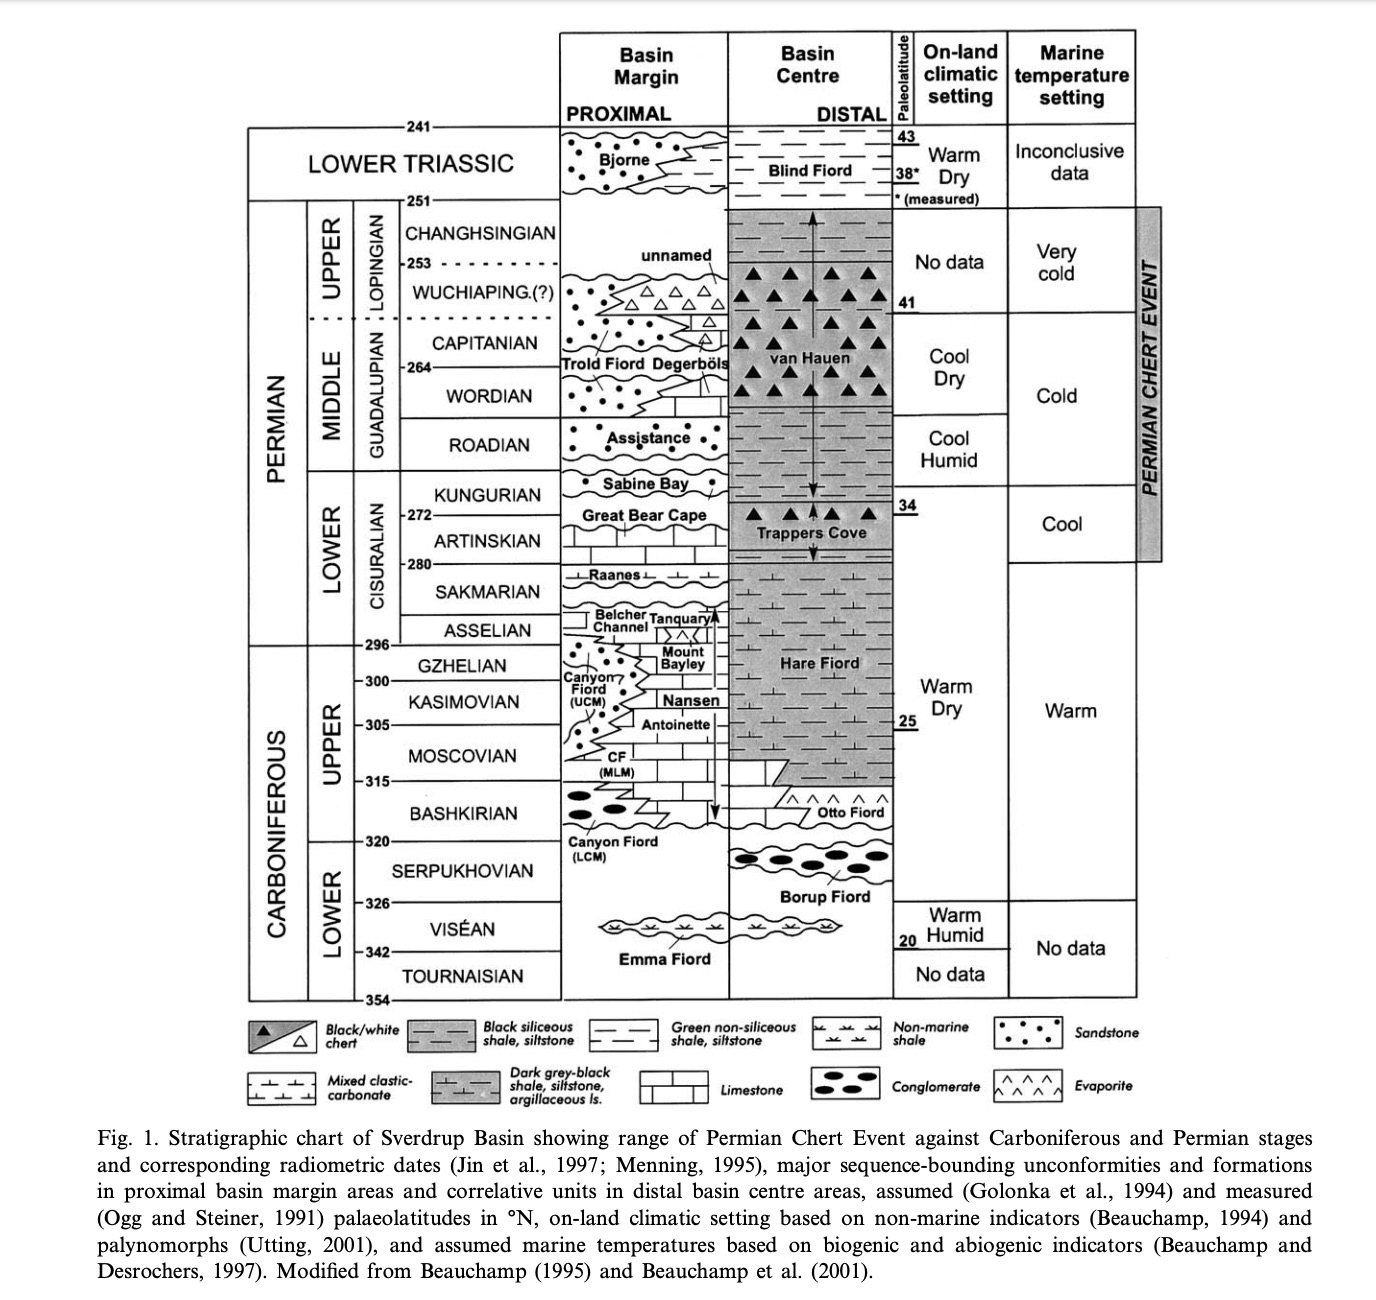 Basin
Margin
PROXIMAL
Basin
Centre
DISTAL
Paleolatitude
On-land
climatic
setting
Marine
temperature
setting
241
LOWER TRIASSIC
Bjorne
Blind Fiord
43
38*
* (measured)
Warm
Dry
Inconclusive
data
251
PERMIAN
UPPER
LOPINGIAN
CHANGHSINGIAN
253
WUCHIAPING.(?)
unnamed
No data
41
Very
cold
PERMIAN CHERT EVENT
MIDDLE
GUADALUPIAN
CAPITANIAN
264
WORDIAN
ROADIAN
Trold Fiord
Degerböls
van Hauen
Assistance
Cool
Dry
Cool
Humid
Cold
LOWER
CISURALIAN
KUNGURIAN
272
ARTINSKIAN
280
SAKMARIAN
ASSELIAN
296
Sabine Bay
Great Bear Cape
Raanes
Belcher
Channel
Tanquary
Trappers Cove
34
Cool
CARBONIFEROUS
UPPER
GZHELIAN
300
KASIMOVIAN
305
MOSCOVIAN
315
BASHKIRIAN
320
Mount
Bayley
Canyon
Fiord
(UCM)
?
Nansen
Antoinette
CF
(MLM)
Canyon Fiord
(LCM)
Hare Fiord
Otto Fiord
25
Warm
Dry
Warm
LOWER
SERPUKHOVIAN
326
VISÉAN
342
TOURNAISIAN
354
Borup Fiord
Emma Fiord
20
Warm
Humid
No data
No data
Black/white
chert
Black siliceous
shale, siltstone
Green non-siliceous
shale, siltstone
Non-marine
shale
Sandstone
Mixed clastic-
carbonate
Dark grey-black
shale, siltstone,
argillaceous ls.
Limestone
Conglomerate
Evaporite
Fig. 1. Stratigraphic chart of Sverdrup Basin showing range of Permian Chert Event against Carboniferous and Permian stages
and corresponding radiometric dates (Jin et al., 1997; Menning, 1995), major sequence-bounding unconformities and formations
in proximal basin margin areas and correlative units in distal basin centre areas, assumed (Golonka et al., 1994) and measured
(Ogg and Steiner, 1991) palaeolatitudes in °N, on-land climatic setting based on non-marine indicators (Beauchamp, 1994) and
palynomorphs (Utting, 2001), and assumed marine temperatures based on biogenic and abiogenic indicators (Beauchamp and
Desrochers, 1997). Modified from Beauchamp (1995) and Beauchamp et al. (2001).